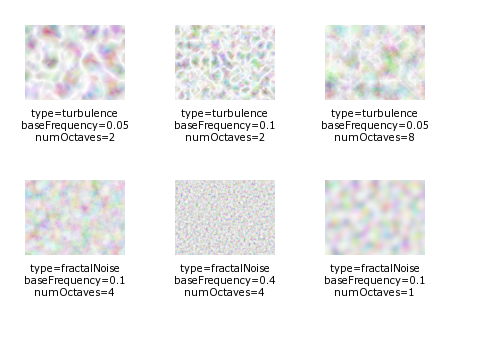 type=turbulence
baseFrequency=0.05
numOctaves=2
type=turbulence
baseFrequency=0.1
numOctaves=2
type=turbulence
baseFrequency=0.05
numOctaves=8
type=fractalNoise
baseFrequency=0.1
numOctaves=4
type=fractalNoise
baseFrequency=0.4
numOctaves=4
type=fractalNoise
baseFrequency=0.1
numOctaves=1